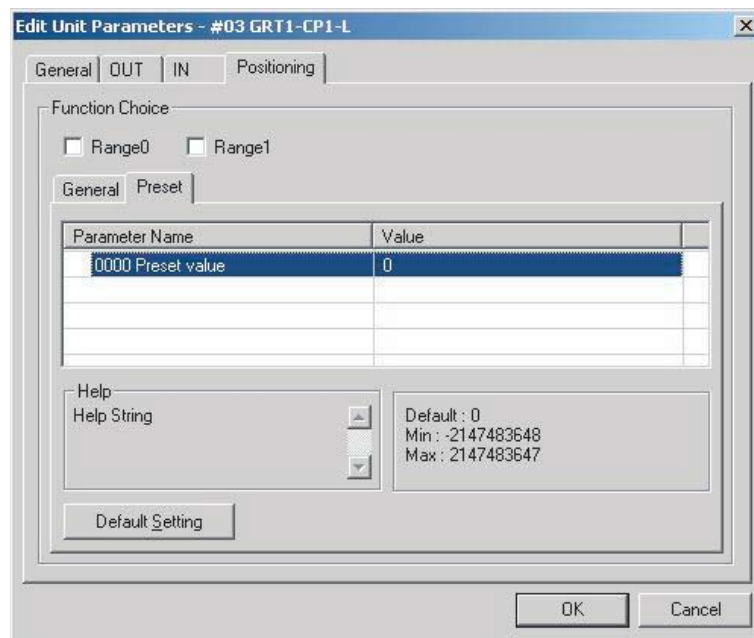 Edit Unit Parameters - #03 GRT1-CP1-L
General OUT IN Positioning
Function Choice
Range0 Range1
General Preset
Parameter Name Value
0000 Preset value 0
Help
Help String
Default : 0
Min : -2147483648
Max : 2147483647
Default Setting
OK Cancel